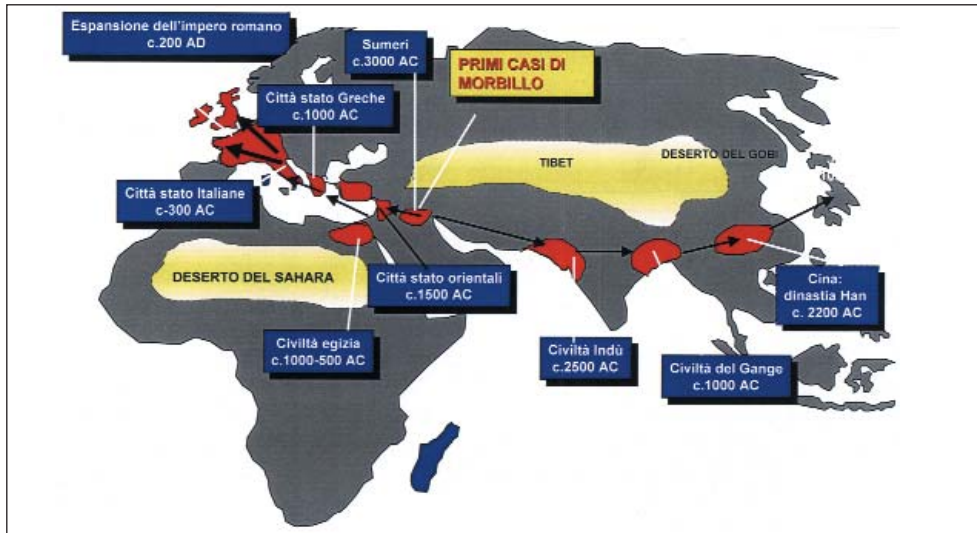 Espansione dell'impero romano
c.200 AD
Sumeri
c.3000 AC
PRIMI CASI DI
MORBILLO
Città stato Greche
c.1000 AC
TIBET
DESERTO DEL GOBI
Città stato Italiane
c-300 AC
DESERTO DEL SAHARA
Città stato orientali
c.1500 AC
Cina:
dinastia Han
c. 2200 AC
Civiltá egizia
c.1000-500 AC
Civiltà Indù
c.2500 AC
Civiltà del Gange
c.1000 AC